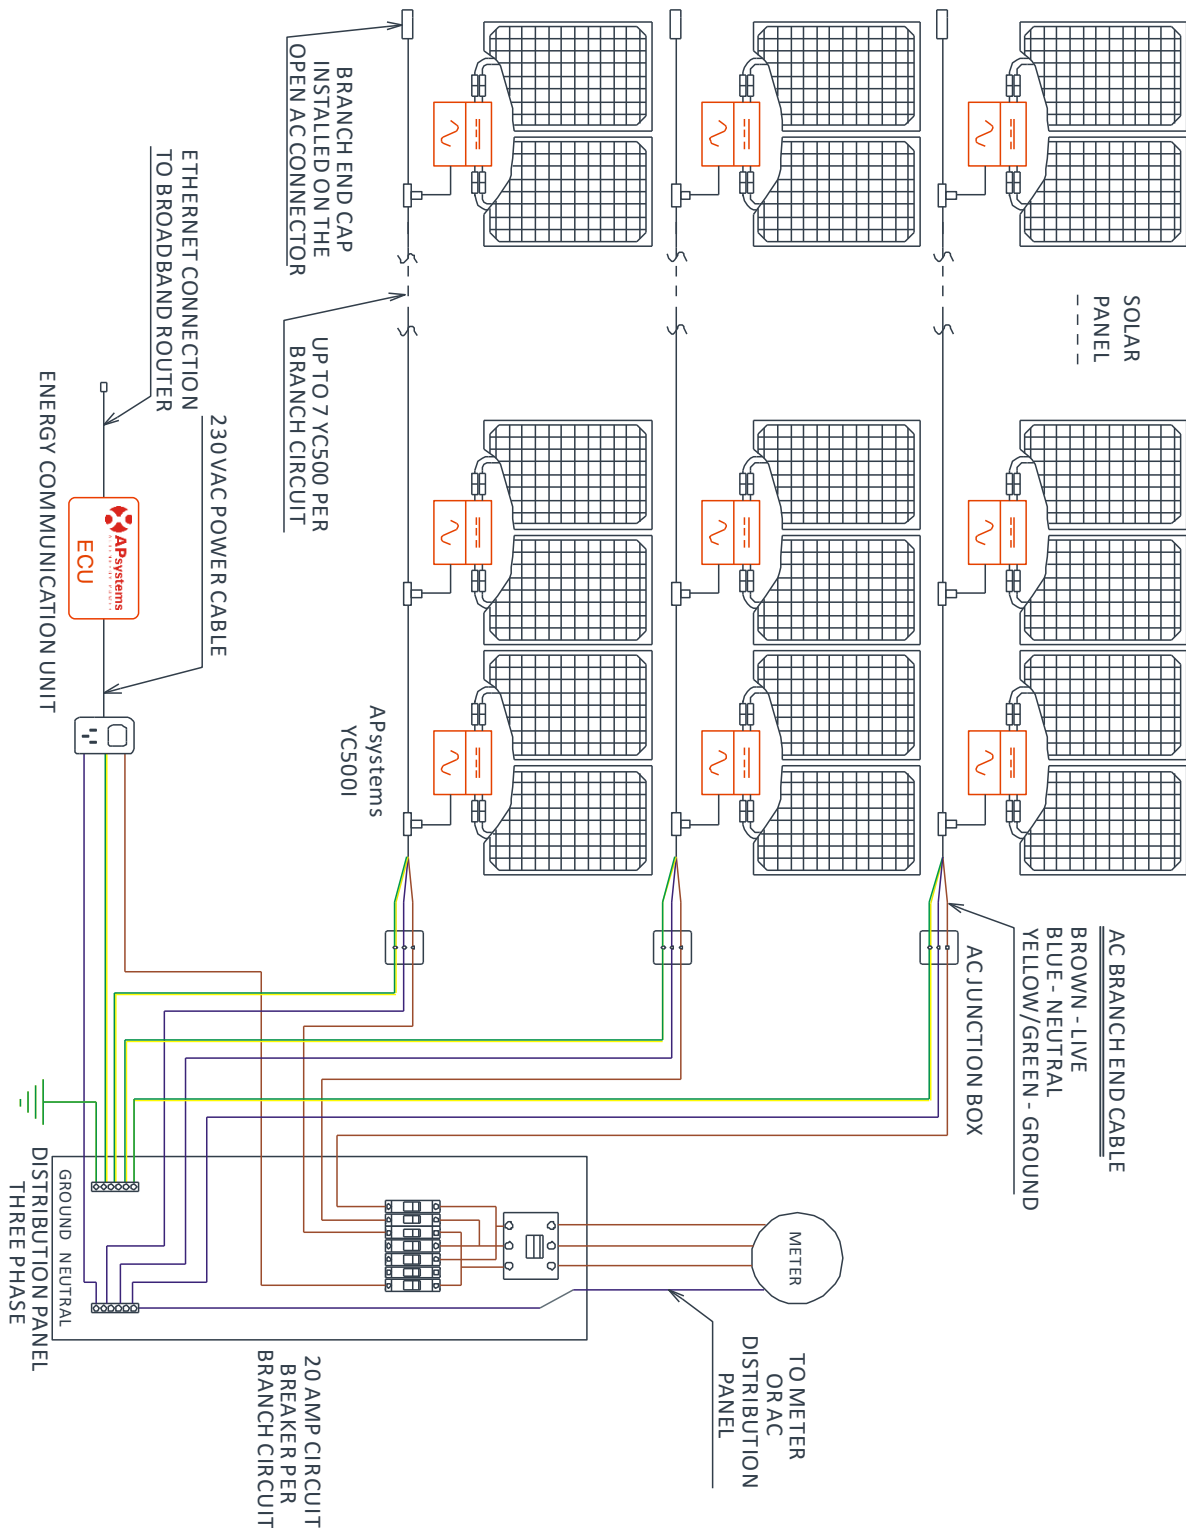 SOLAR
PANEL
AC BRANCH END CABLE
BROWN - LIVE
BLUE - NEUTRAL
YELLOW/GREEN - GROUND
AC JUNCTION BOX
METER
TO METER
OR AC
DISTRIBUTION
PANEL
BRANCH END CAP
INSTALLED ON THE
OPEN AC CONNECTOR
UP TO 7 YC500 PER
BRANCH CIRCUIT
APsystems
YC500I
20 AMP CIRCUIT
BREAKER PER
BRANCH CIRCUIT
ETHERNET CONNECTION
TO BROADBAND ROUTER
230 VAC POWER CABLE
APsystems
ECU
ENERGY COMMUNICATION UNIT
GROUND NEUTRAL
DISTRIBUTION PANEL
THREE PHASE